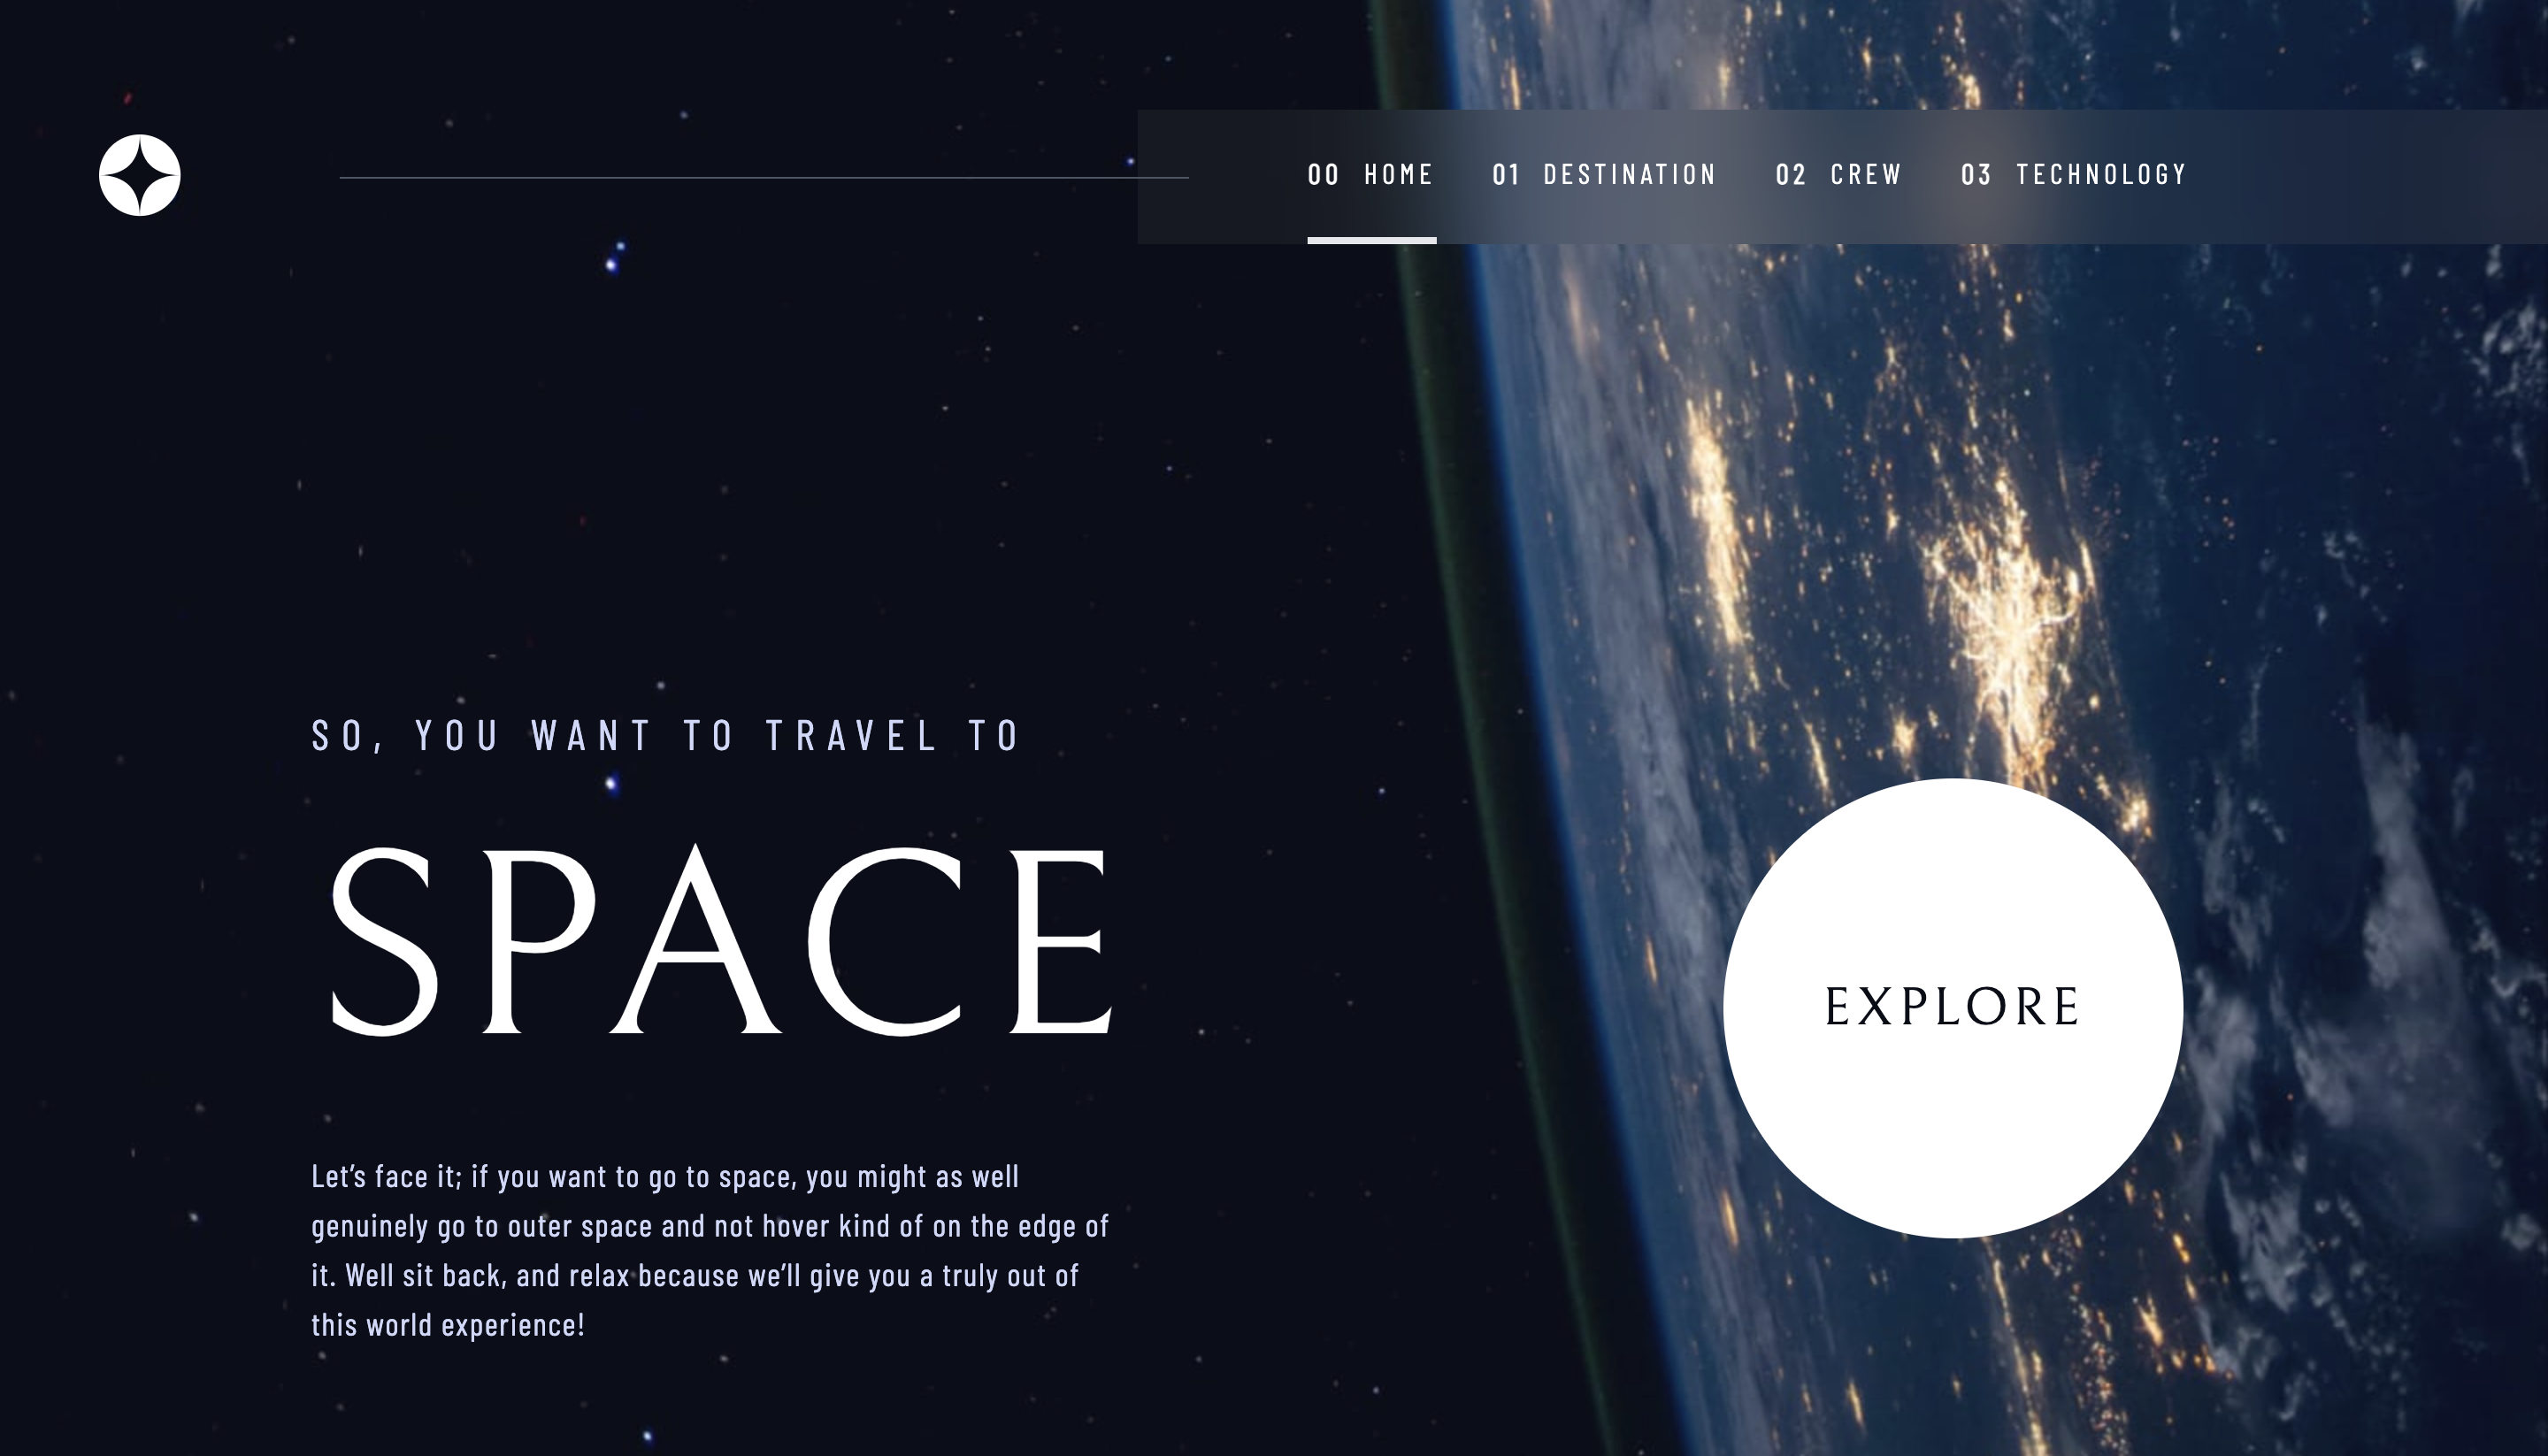 00 HOME 01 DESTINATION 02 CREW 03 TECHNOLOGY
SO, YOU WANT TO TRAVEL TO
SPACE
Let’s face it; if you want to go to space, you might as well
genuinely go to outer space and not hover kind of on the edge of
it. Well sit back, and relax because we’ll give you a truly out of
this world experience!
EXPLORE